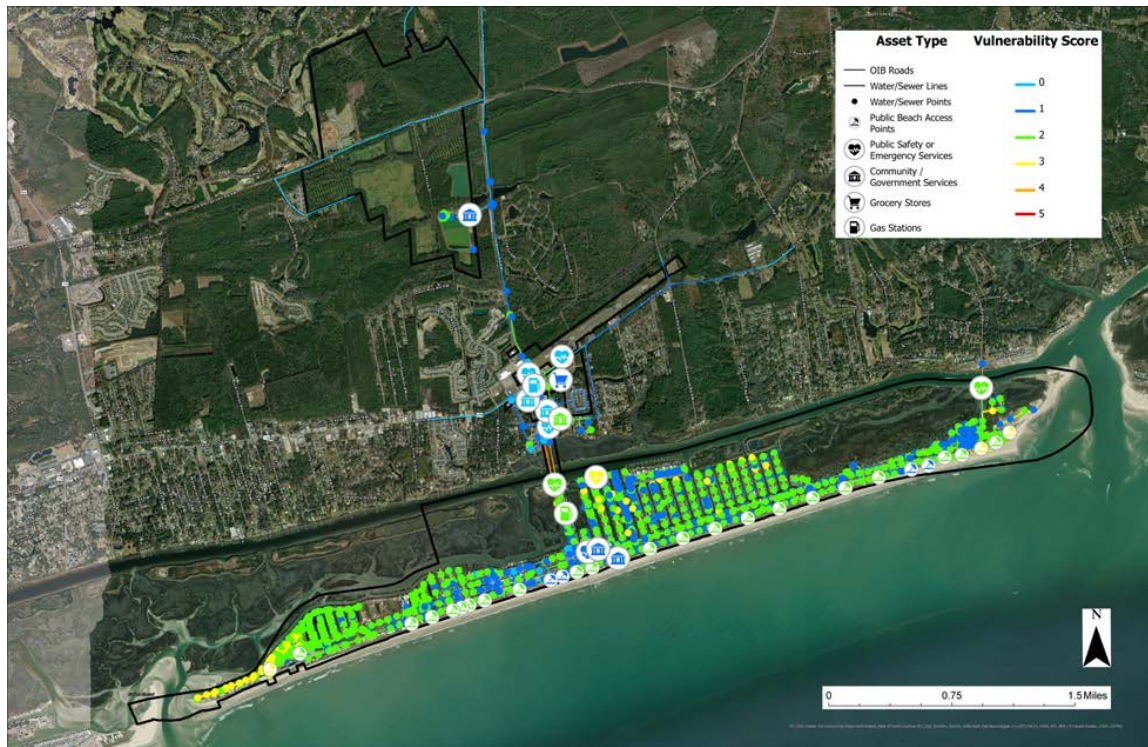 Asset Type Vulnerability Score
OIB Roads
Water/Sewer Lines
Water/Sewer Points
Public Beach Access
Points
Public Safety or
Emergency Services
Community /
Government Services
Grocery Stores
Gas Stations
0
1
2
3
4
5
N
0 0.75 1.5 Miles